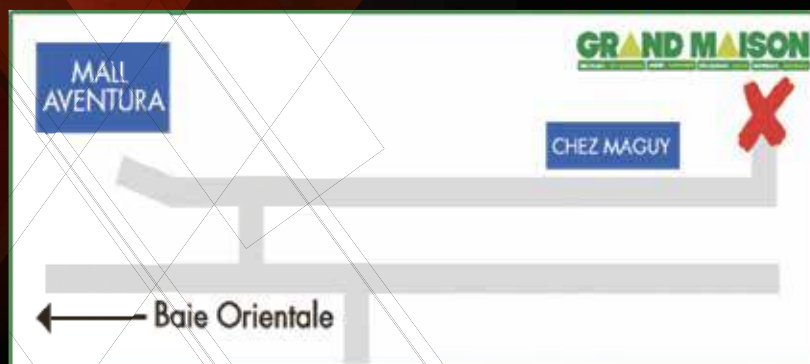 MALL
AVENTURA
GRAND MAISON
CHEZ MAGUY
Baie Orientale